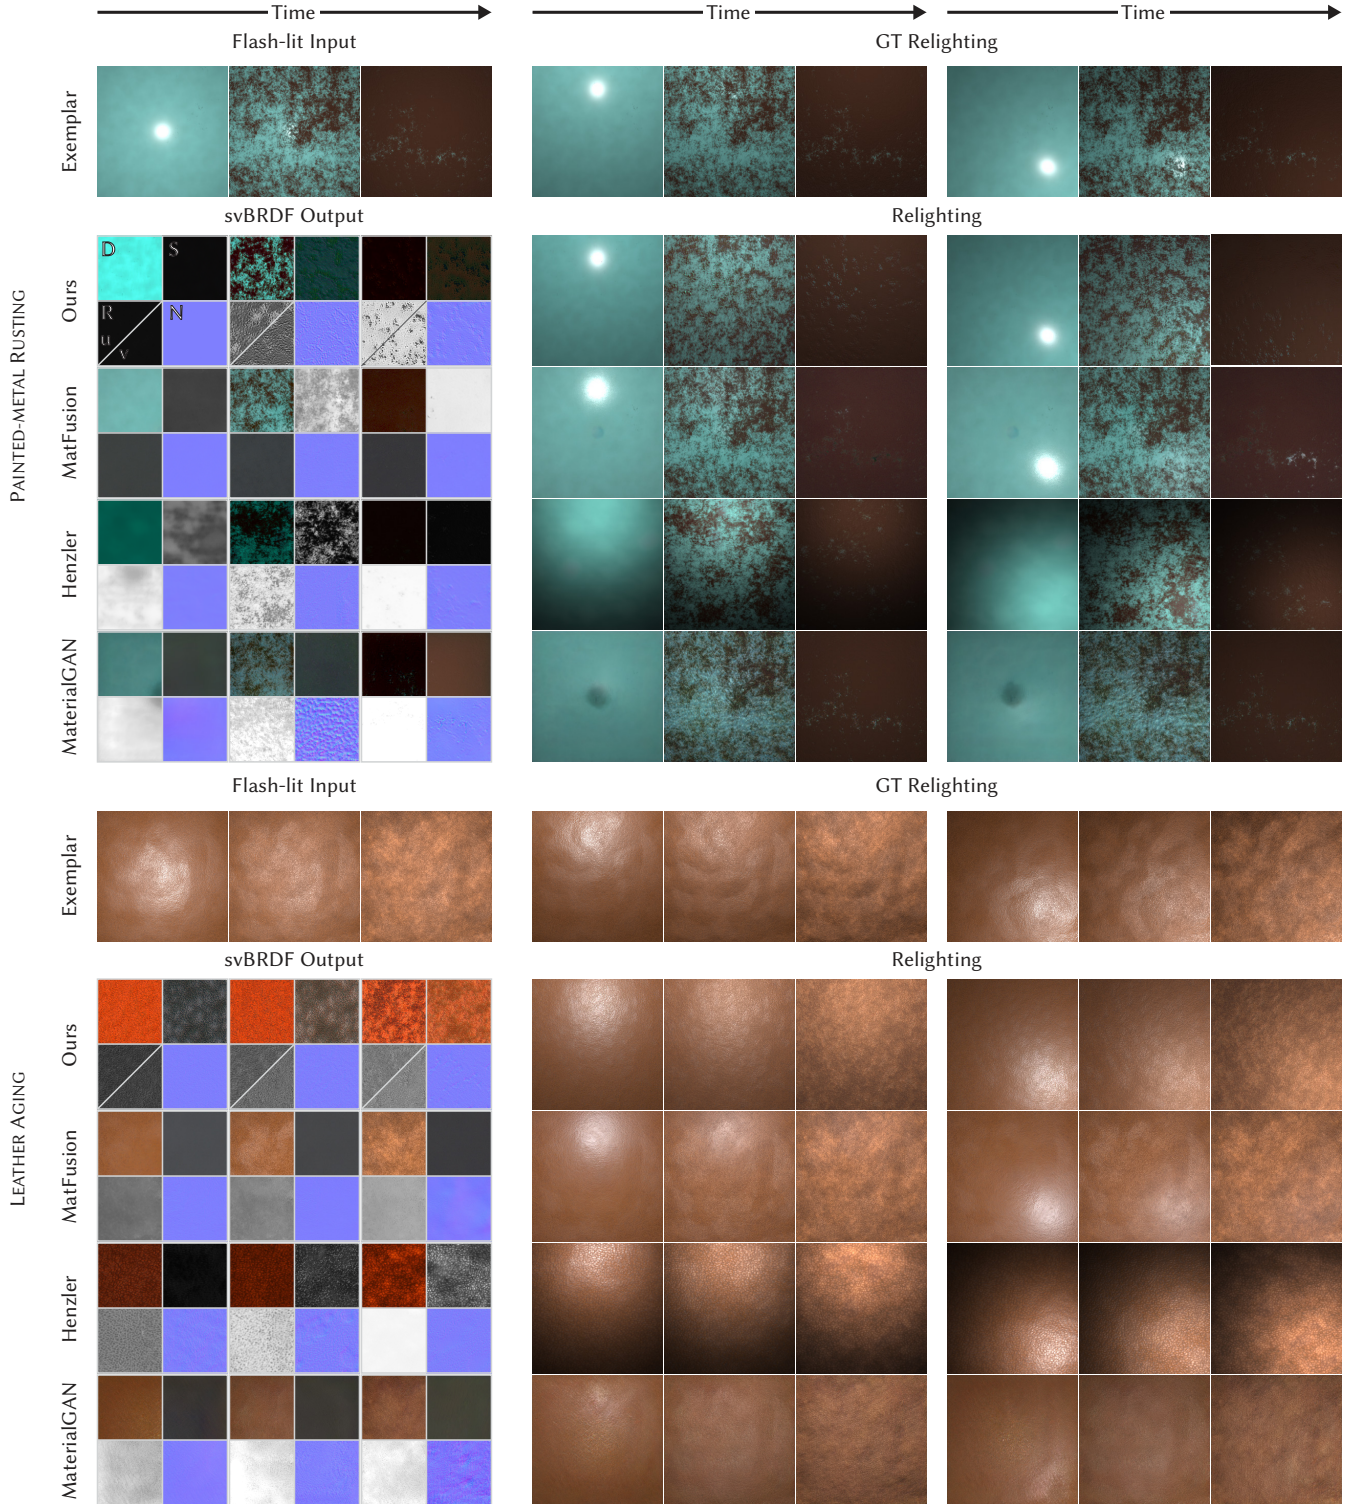 Time
Time
Time
Flash-lit Input
GT Relighting
Exemplar
svBRDF Output
Relighting
PAINTED-METAL RUSTING
Ours
D
S
R
u
v
N
MatFusion
Henzler
MaterialGAN
Flash-lit Input
GT Relighting
Exemplar
svBRDF Output
Relighting
LEATHER AGING
Ours
MatFusion
Henzler
MaterialGAN